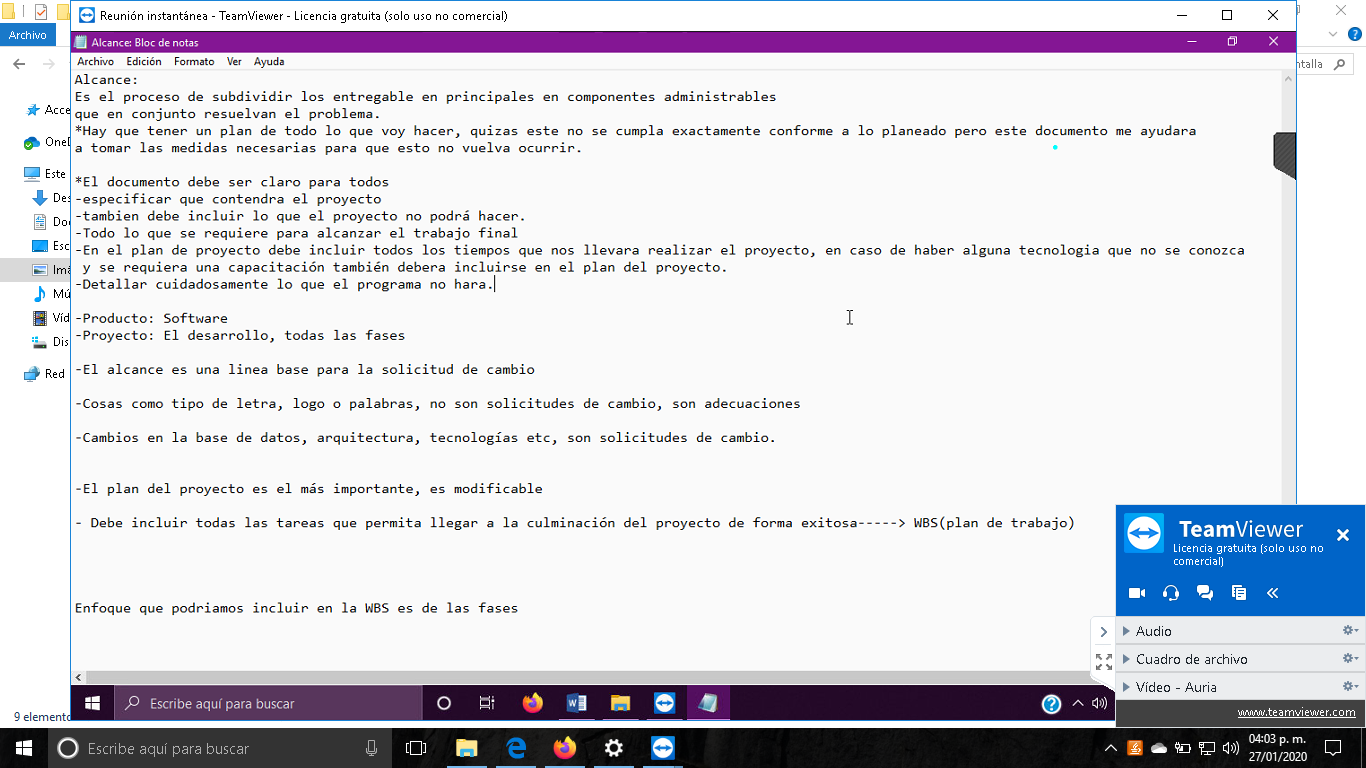 Reunión instantánea - TeamViewer - Licencia gratuita (solo uso no comercial)
Archivo
Alcance: Bloc de notas
Archivo Edición Formato Ver Ayuda
Alcance:
Es el proceso de subdividir los entregable en principales en componentes administrables
que en conjunto resuelvan el problema.
*Hay que tener un plan de todo lo que voy hacer, quizas este no se cumpla exactamente conforme a lo planeado pero este documento me ayudara
a tomar las medidas necesarias para que esto no vuelva ocurrir.
*El documento debe ser claro para todos
-especificar que contendra el proyecto
-tambien debe incluir lo que el proyecto no podrá hacer.
-Todo lo que se requiere para alcanzar el trabajo final
-En el plan de proyecto debe incluir todos los tiempos que nos llevara realizar el proyecto, en caso de haber alguna tecnologia que no se conozca
y se requiera una capacitación también debera incluirse en el plan del proyecto.
-Detallar cuidadosamente lo que el programa no hara.
-Producto: Software
-Proyecto: El desarrollo, todas las fases
-El alcance es una linea base para la solicitud de cambio
-Cosas como tipo de letra, logo o palabras, no son solicitudes de cambio, son adecuaciones
-Cambios en la base de datos, arquitectura, tecnologías etc, son solicitudes de cambio.
-El plan del proyecto es el más importante, es modificable
- Debe incluir todas las tareas que permita llegar a la culminación del proyecto de forma exitosa-----> WBS(plan de trabajo)
Enfoque que podriamos incluir en la WBS es de las fases
Acce
OneD
Este
Des
Doc
Esc
Imá
Mú
Víd
Dis
Red
ntalla
9 elemento
TeamViewer
Licencia gratuita (solo uso no
comercial)
Audio
Cuadro de archivo
Vídeo - Auria
www.teamviewer.com
Escribe aquí para buscar
Escribe aquí para buscar
04:03 p. m.
27/01/2020